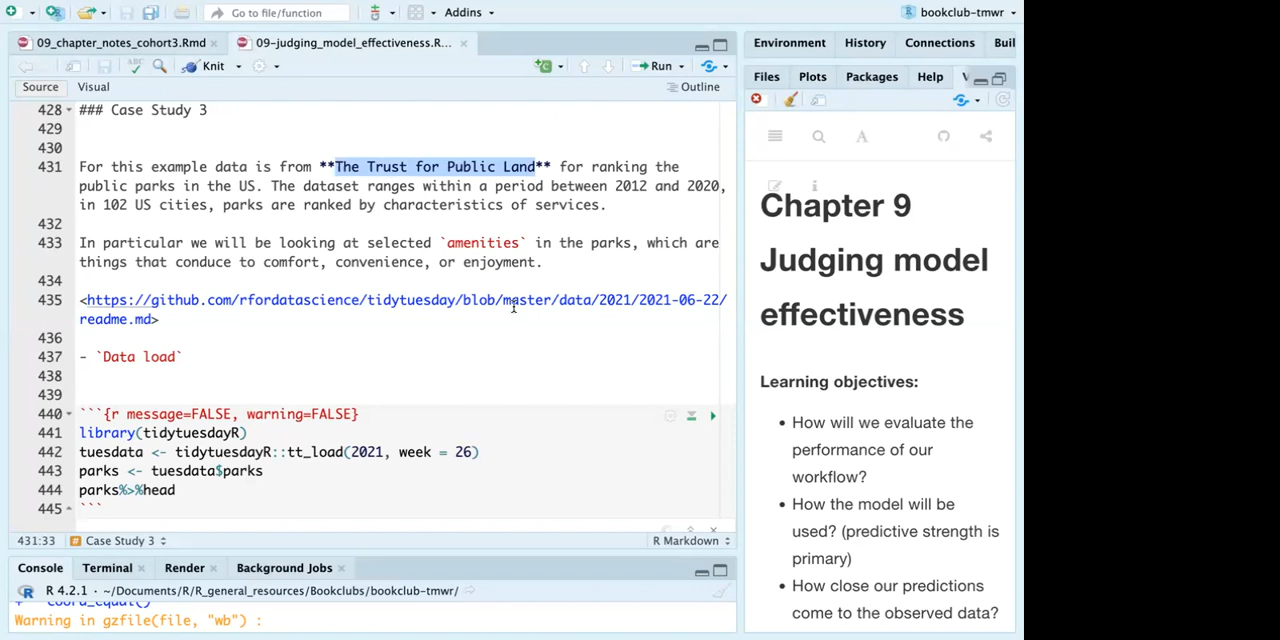 Go to file/function
Addins
bookclub-tmwr
09_chapter_notes_cohort3.Rmd
09-judging_model_effectiveness.R...
Environment
History
Connections
Buil
ABC
Knit
Run
Files
Plots
Packages
Help
V
Source
Visual
Outline
428 ### Case Study 3
429
430
431 For this example data is from **The Trust for Public Land** for ranking the
public parks in the US. The dataset ranges within a period between 2012 and 2020,
in 102 US cities, parks are ranked by characteristics of services.
432
433 In particular we will be looking at selected `amenities` in the parks, which are
things that conduce to comfort, convenience, or enjoyment.
434
435 <https://github.com/rfordatascience/tidytuesday/blob/master/data/2021/2021-06-22/
readme.md>
436
437 - `Data load`
438
439
440 ```{r message=FALSE, warning=FALSE}
441 library(tidytuesdayR)
442 tuesdata <- tidytuesdayR::tt_load(2021, week = 26)
443 parks <- tuesdata$parks
444 parks%>%head
445 ```
431:33
# Case Study 3
R Markdown
Console
Terminal
Render
Background Jobs
R 4.2.1 · ~/Documents/R/R_general_resources/Bookclubs/bookclub-tmwr/
+ coord_equal()
Warning in gzfile(file, "wb") :
A
i
Chapter 9
Judging model
effectiveness
Learning objectives:
• How will we evaluate the
performance of our
workflow?
• How the model will be
used? (predictive strength is
primary)
• How close our predictions
come to the observed data?